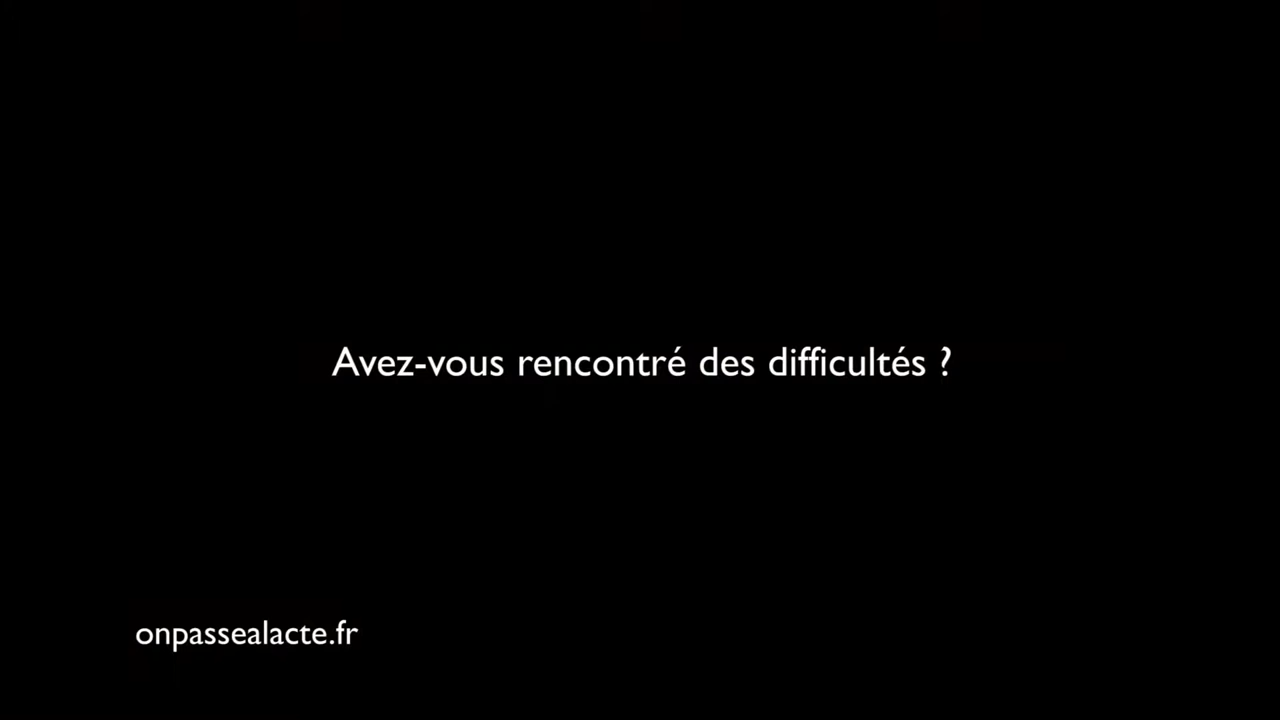 Avez-vous rencontré des difficultés ?
onpassealacte.fr